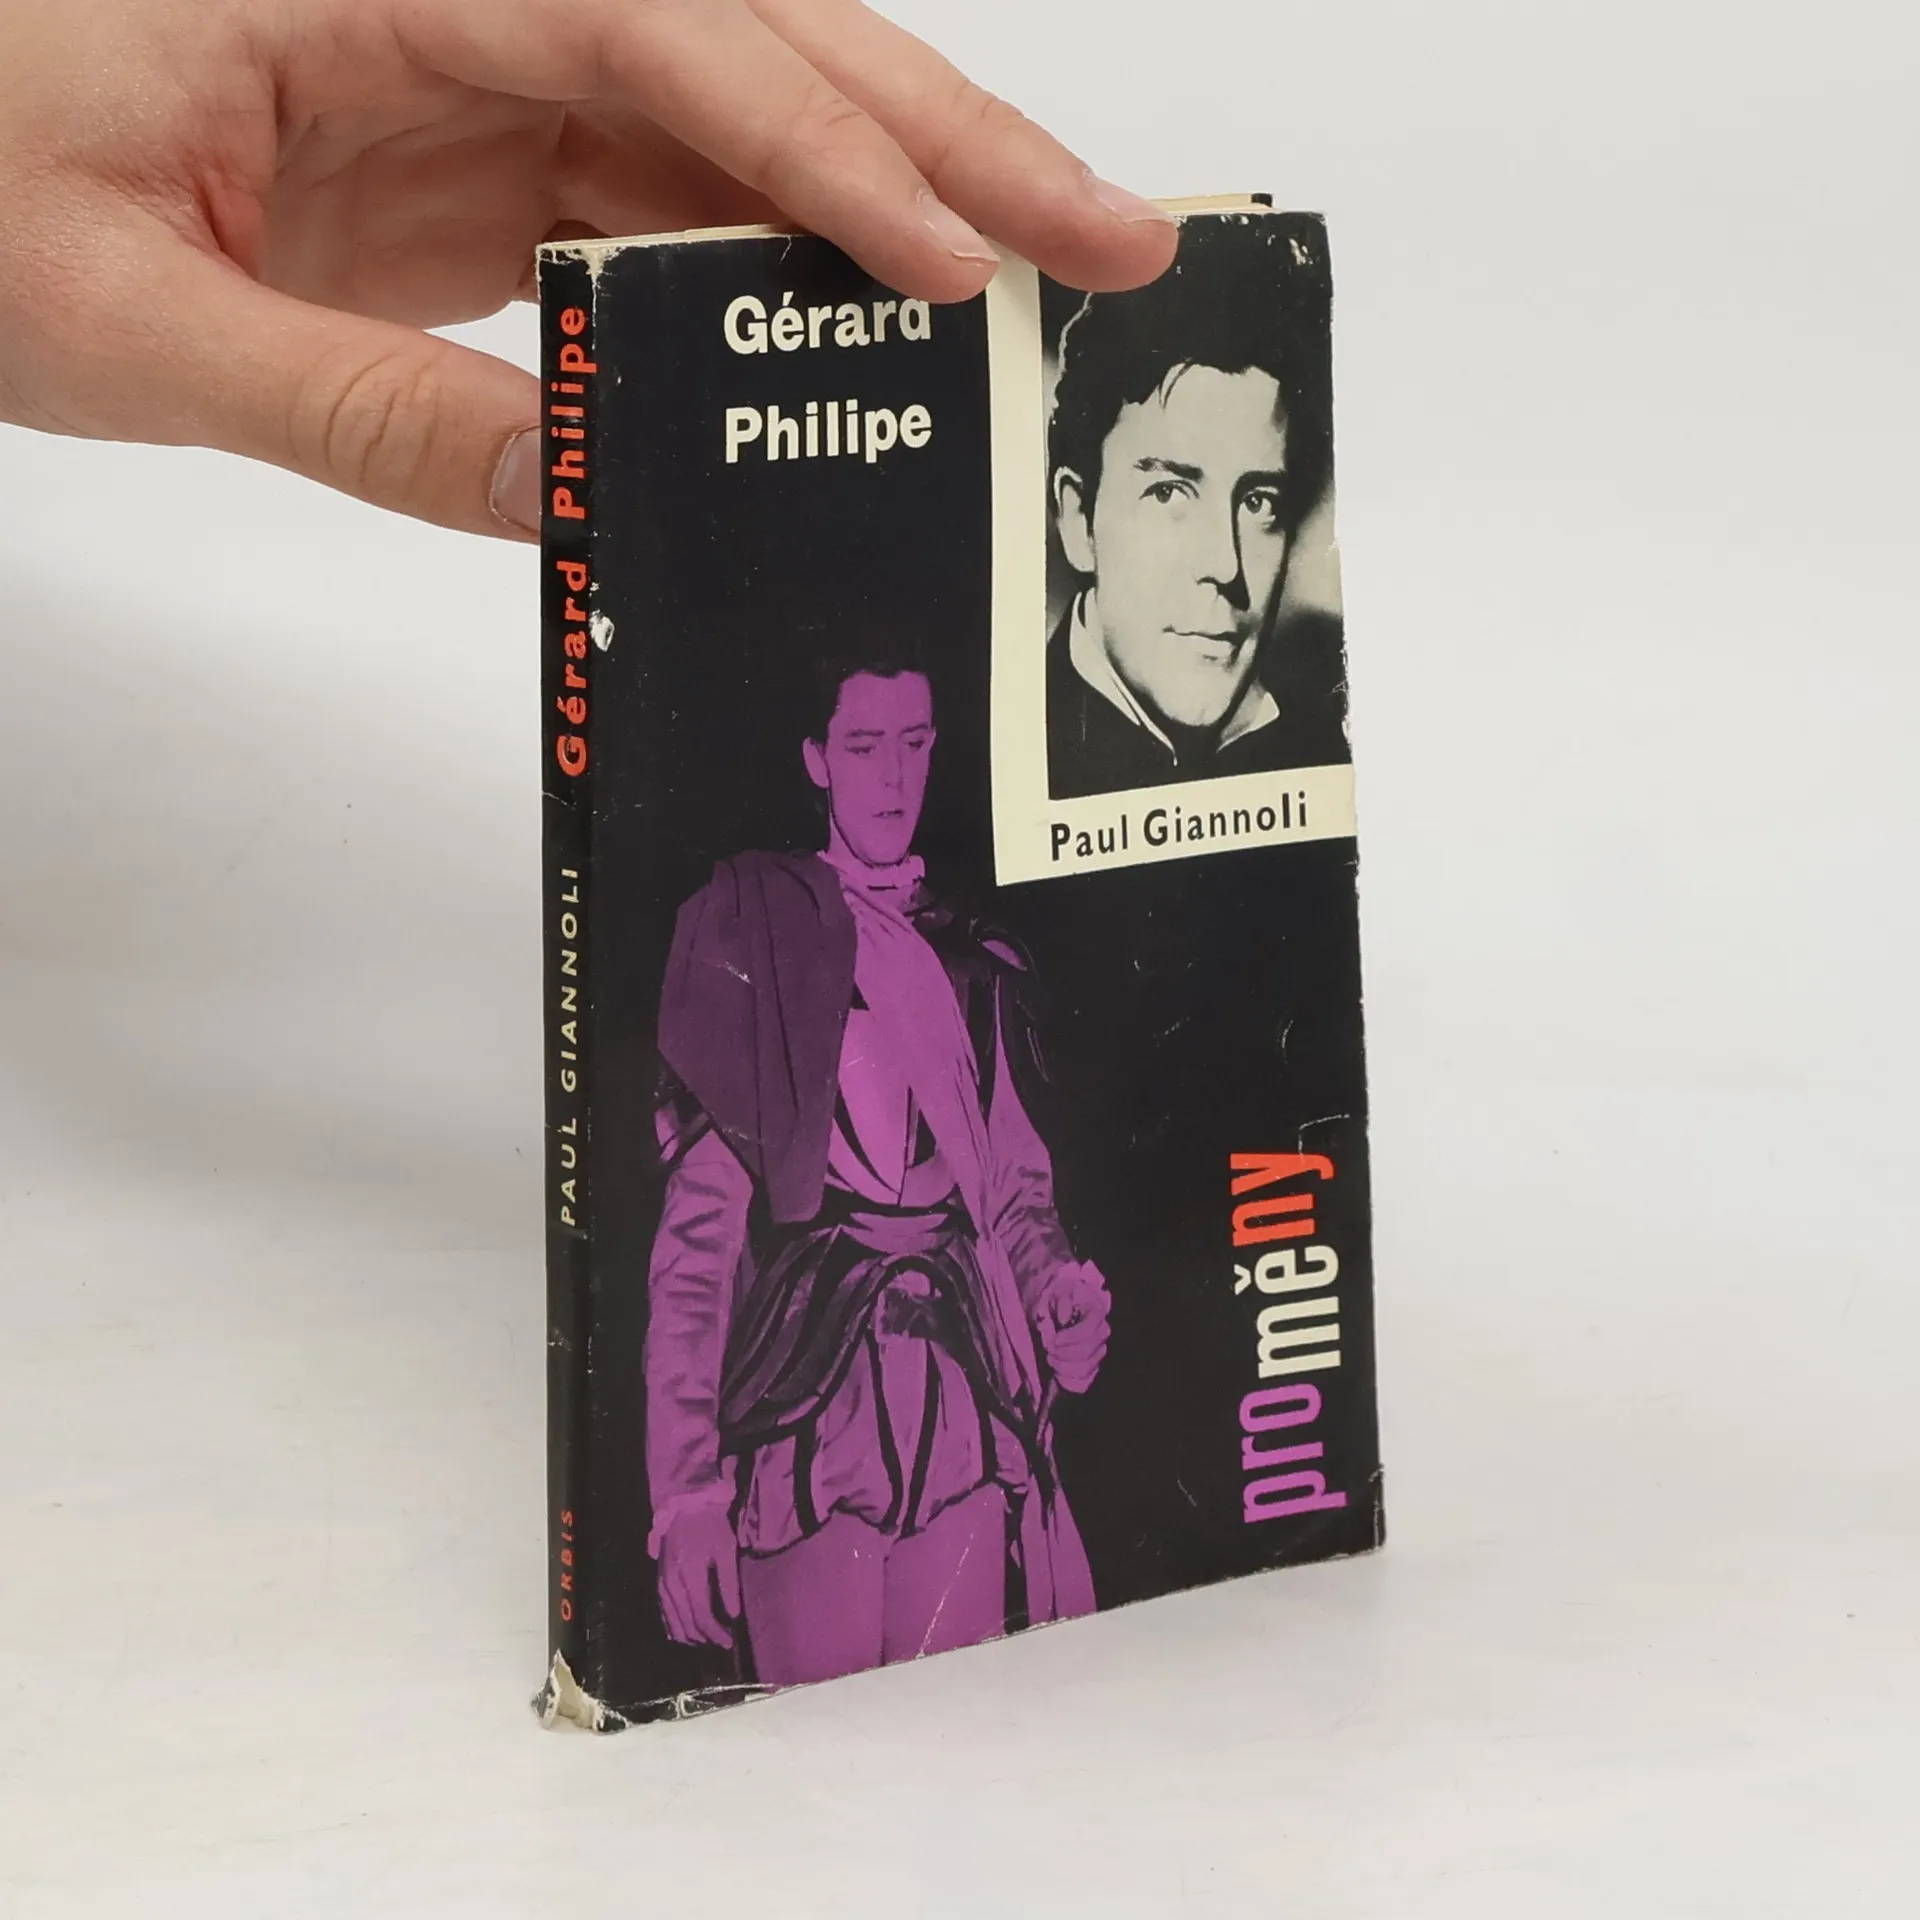 Gérard
Philipe
Paul Giannoli
proměny
Gérard Philipe
PAUL GIANNOLI
ORBIS